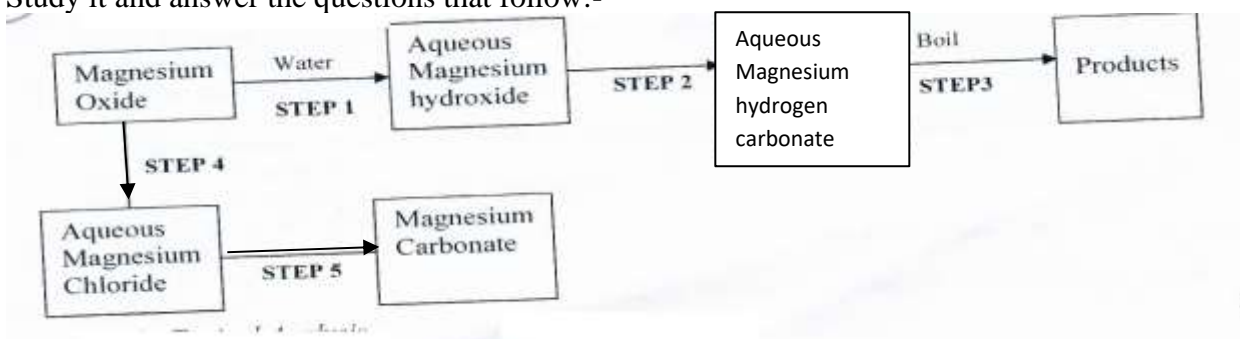 Study it and answer the questions that follow:-
Magnesium
Oxide
Water
STEP 1
Aqueous
Magnesium
hydroxide
STEP 2
Aqueous
Magnesium
hydrogen
carbonate
Boil
STEP3
Products
STEP 4
Aqueous
Magnesium
Chloride
STEP 5
Magnesium
Carbonate